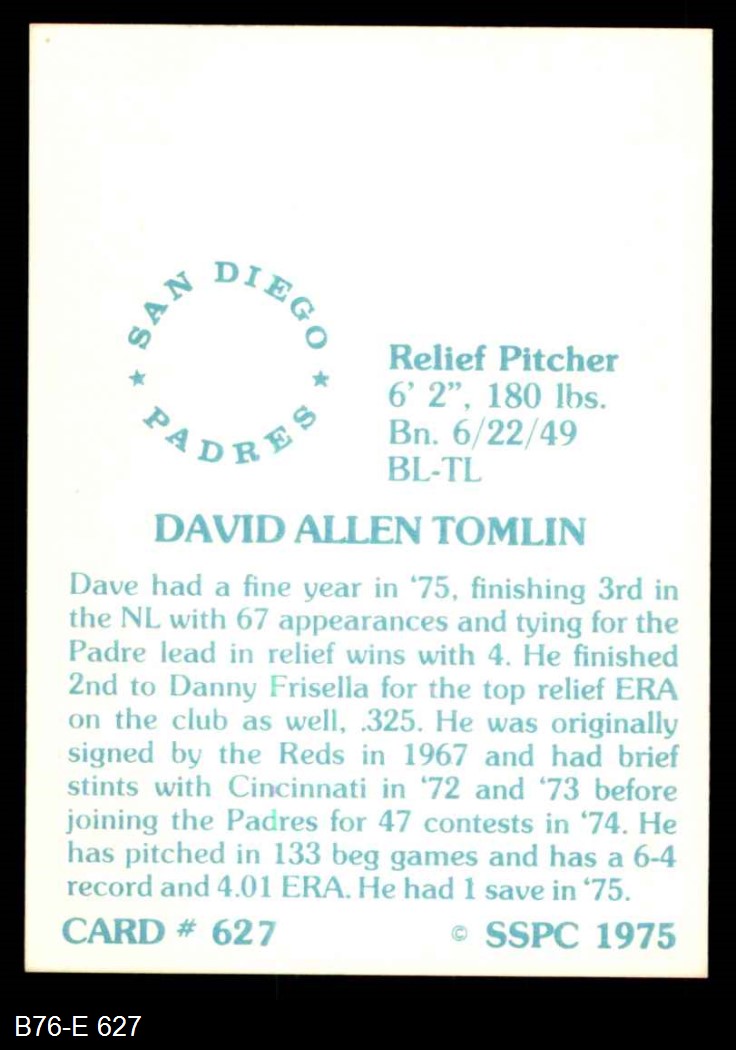 SAN DIEGO
★ ★
PADRES
Relief Pitcher
6’ 2”, 180 lbs.
Bn. 6/22/49
BL-TL
DAVID ALLEN TOMLIN
Dave had a fine year in ‘75, finishing 3rd in
the NL with 67 appearances and tying for the
Padre lead in relief wins with 4. He finished
2nd to Danny Frisella for the top relief ERA
on the club as well, .325. He was originally
signed by the Reds in 1967 and had brief
stints with Cincinnati in ‘72 and ‘73 before
joining the Padres for 47 contests in ‘74. He
has pitched in 133 beg games and has a 6-4
record and 4.01 ERA. He had 1 save in ‘75.
CARD # 627 © SSPC 1975
B76-E 627